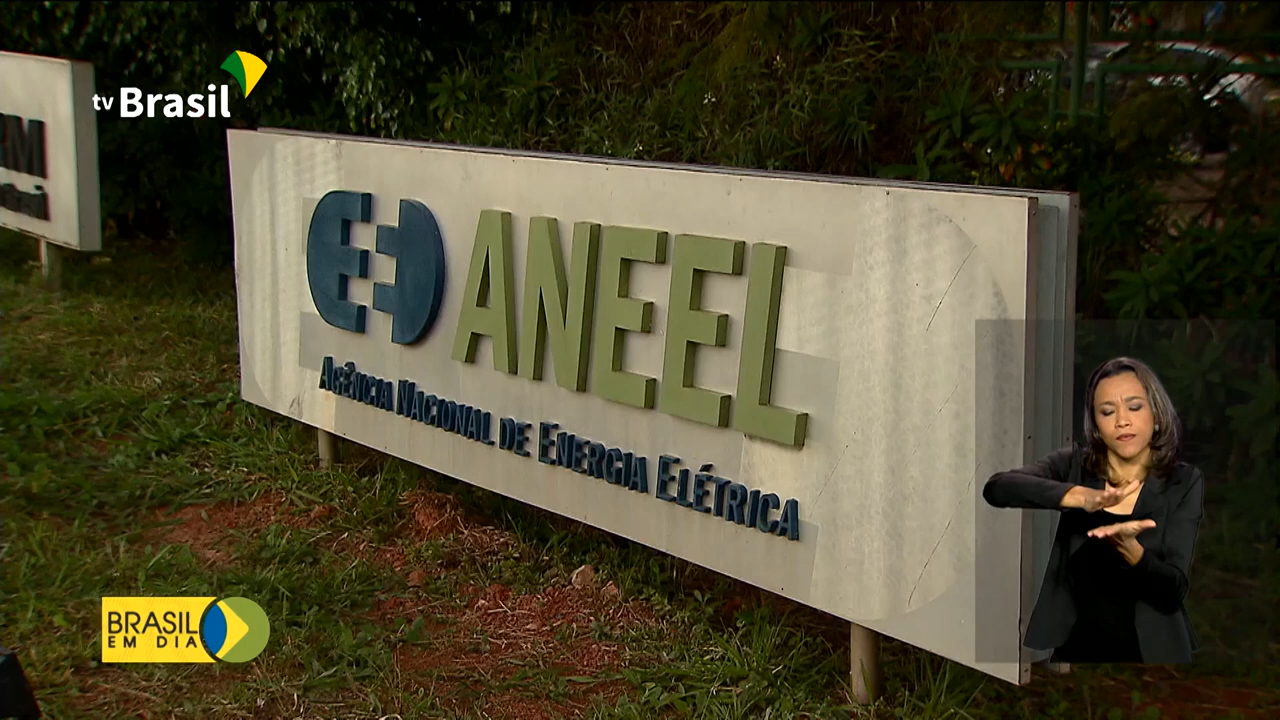 tv Brasil
ANEEL
AGÊNCIA NACIONAL DE ENERGIA ELÉTRICA
BRASIL
EM DIA